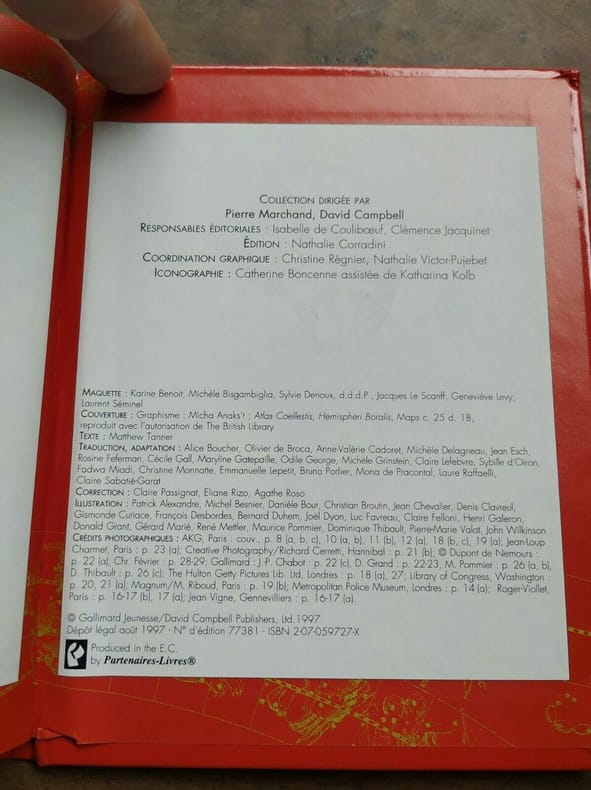 COLLECTION DIRIGÉE PAR
Pierre Marchand, David Campbell
RESPONSABLES ÉDITORIALES : Isabelle de Coulibœuf, Clémence Jacquinet
ÉDITION : Nathalie Corradini
COORDINATION GRAPHIQUE : Christine Régnier, Nathalie Victor-Pujebet
ICONOGRAPHIE : Catherine Boncenne assistée de Katharina Kolb
MAQUETTE : Karine Benoit, Michèle Bisgambiglia, Sylvie Denoux, d.d.d.P., Jacques Le Scanff, Geneviève Levy,
Laurent Séminel
COUVERTURE : Graphisme : Micha Anaks't ; Atlas Coellestis, Hemispheri Boralis, Maps c. 25 d. 18,
reproduit avec l'autorisation de The British Library
TEXTE : Matthew Tanner
TRADUCTION, ADAPTATION : Alice Boucher, Olivier de Broca, Anne-Valérie Cadoret, Michèle Delagneau, Jean Esch,
Rosine Feferman, Cécile Gall, Maryline Gatepaille, Odile George, Michèle Grinstein, Claire Lefebvre, Sybille d'Oiron,
Fadwa Miadi, Christine Monnatte, Emmanuelle Lepetit, Bruno Porlier, Mona de Pracontal, Laure Raffaelli,
Claire Sabatié-Garat
CORRECTION : Claire Passignat, Eliane Rizo, Agathe Roso
ILLUSTRATION : Patrick Alexandre, Michel Besnier, Danièle Bour, Christian Broutin, Jean Chevalier, Denis Clavreul,
Gismonde Curiace, François Desbordes, Bernard Duhem, Joël Dyon, Luc Favreau, Claire Felloni, Henri Galeron,
Donald Grant, Gérard Marié, René Mettler, Maurice Pommier, Dominique Thibault, Pierre-Marie Valat, John Wilkinson
CRÉDITS PHOTOGRAPHIQUES : AKG, Paris : couv., p. 8 (a, b, c), 10 (a, b), 11 (b), 12 (a), 18 (b, c), 19 (a); Jean-Loup
Charmet, Paris : p. 23 (a); Creative Photography/Richard Cerretti, Hannibal : p. 21 (b); © Dupont de Nemours :
p. 22 (a); Chr. Février : p. 28-29; Gallimard : J.-P. Chabot : p. 22 (c), D. Grand : p. 22-23, M. Pommier : p. 26 (a, b),
D. Thibault : p. 26 (c); The Hulton Getty Pictures Lib. Ltd, Londres : p. 18 (a), 27; Library of Congress, Washington :
p. 20, 21 (a); Magnum/M. Riboud, Paris : p. 19 (b); Metropolitan Police Museum, Londres : p. 14(a); Roger-Viollet,
Paris : p. 16-17 (b), 17 (a); Jean Vigne, Gennevilliers : p. 16-17 (a).
© Gallimard Jeunesse/David Campbell Publishers, Ltd.1997
Dépôt légal août 1997 - N° d'édition 77381 - ISBN 2-07-059727-X
Produced in the E.C.
by Partenaires-Livres®